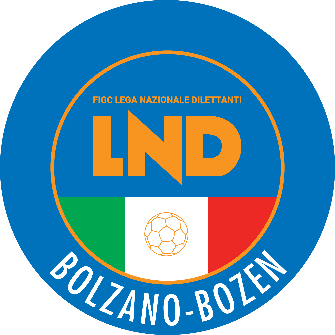 FIGC LEGA NAZIONALE DILETTANTI
LND
BOLZANO-BOZEN